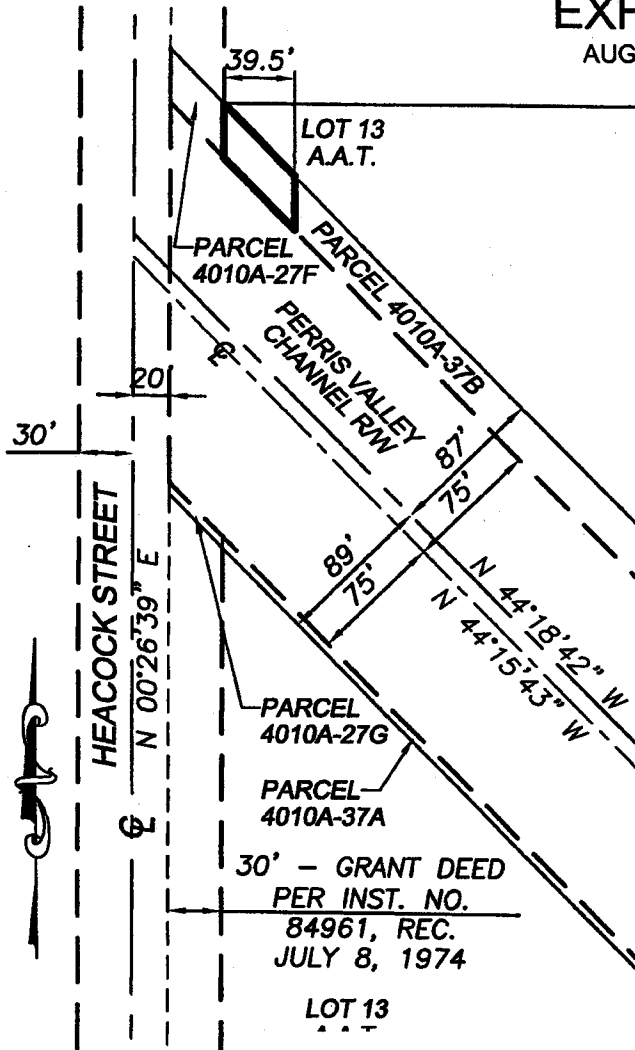 EXH
AUG
39.5'
LOT 13
A.A.T.
PARCEL
4010A-27F
PARCEL 4010A-37B
PERRIS VALLEY
CHANNEL R/W
℄
20'
30'
87'
75'
89'
75'
HEACOCK STREET
N 00°26'39" E
N 44°18'42" W
N 44°15'43" W
PARCEL
4010A-27G
PARCEL
4010A-37A
℄
30' - GRANT DEED
PER INST. NO.
84961, REC.
JULY 8, 1974
LOT 13